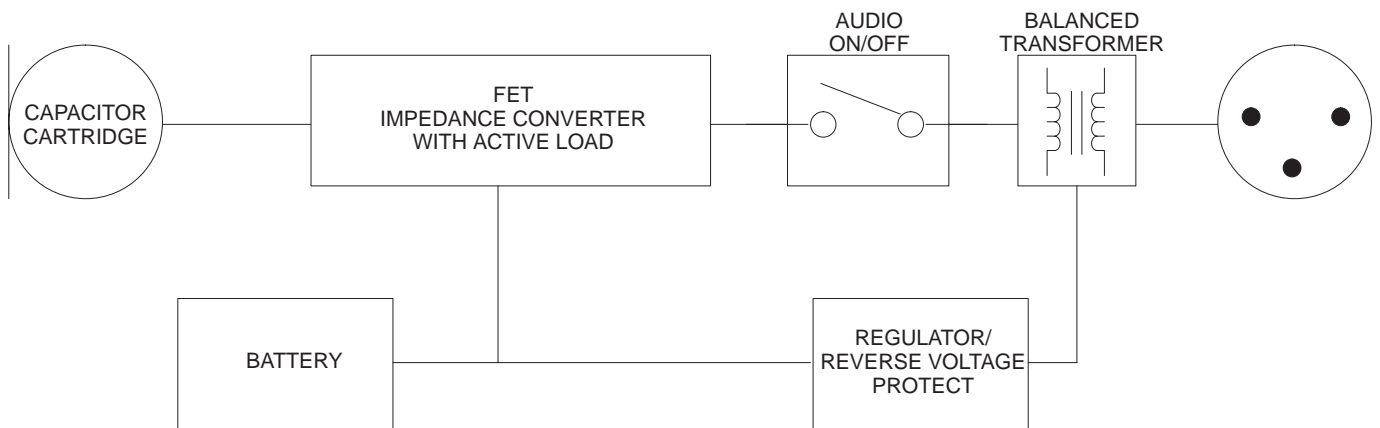 AUDIO
ON/OFF
BALANCED
TRANSFORMER
CAPACITOR
CARTRIDGE
FET
IMPEDANCE CONVERTER
WITH ACTIVE LOAD
BATTERY
REGULATOR/
REVERSE VOLTAGE
PROTECT